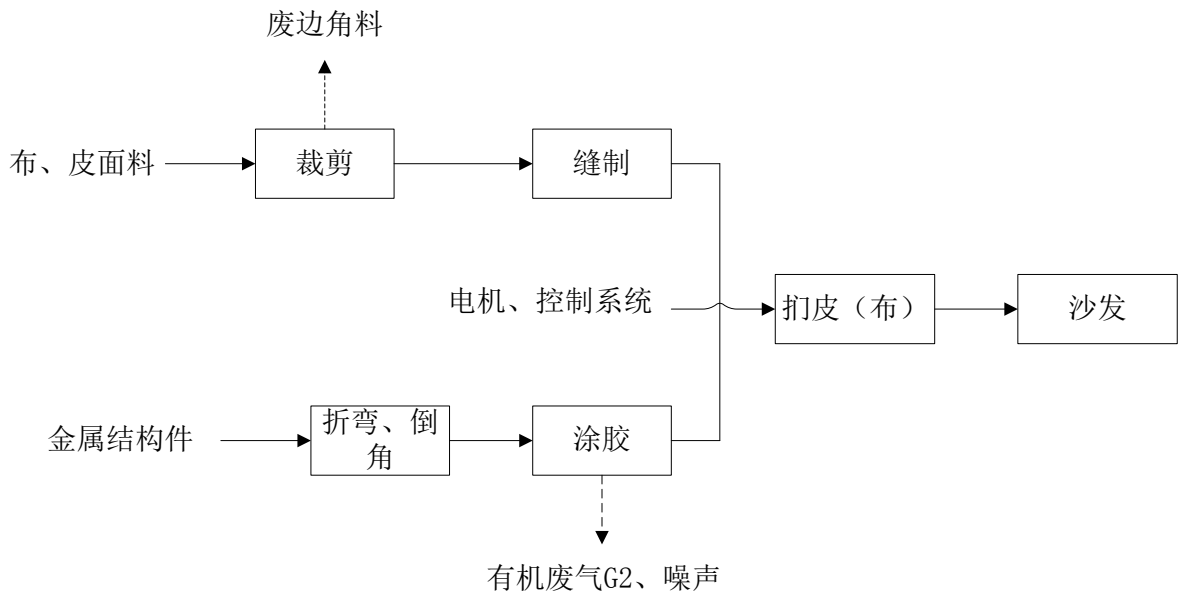 废边角料
布、皮面料
裁剪
缝制
电机、控制系统
扪皮（布）
沙发
金属结构件
折弯、倒
角
涂胶
有机废气G2、噪声